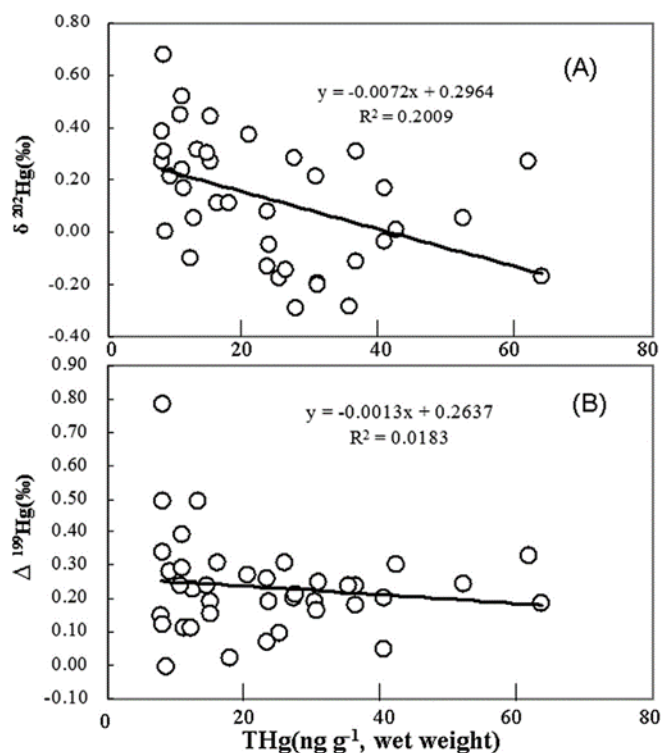 0.80
(A)
0.60
y = -0.0072x + 0.2964
R² = 0.2009
0.40
δ ²⁰²Hg(‰)
0.20
0.00
-0.20
-0.40
0 20 40 60 80
0.90
0.80
(B)
y = -0.0013x + 0.2637
R² = 0.0183
0.70
0.60
0.50
Δ ¹⁹⁹Hg(‰)
0.40
0.30
0.20
0.10
0.00
-0.10
0 20 40 60 80
THg(ng g⁻¹, wet weight)